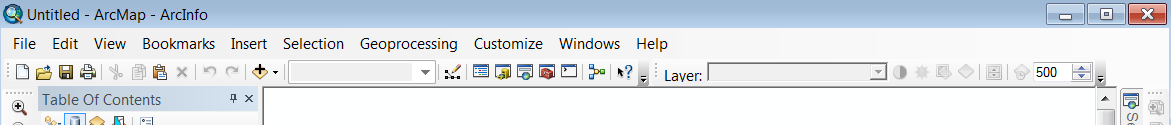 Untitled - ArcMap - ArcInfo
File Edit View Bookmarks Insert Selection Geoprocessing Customize Windows Help
Layer: 500
Table Of Contents